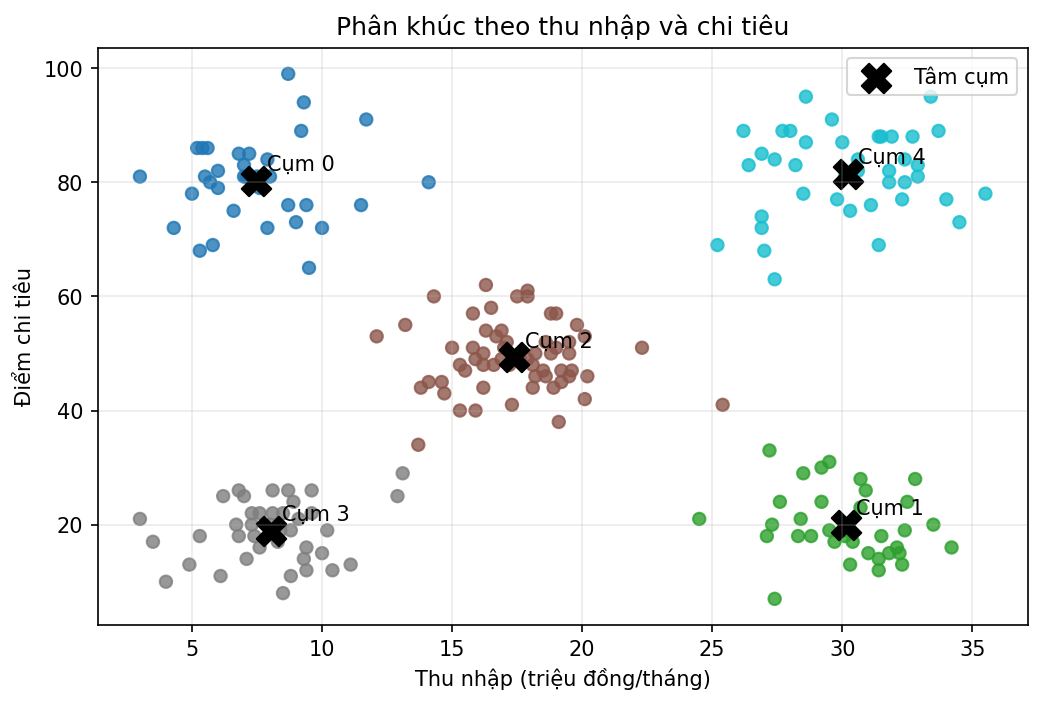 Phân khúc theo thu nhập và chi tiêu
Tâm cụm
Điểm chi tiêu
100
80
60
40
20
Cụm 0
Cụm 4
Cụm 2
Cụm 3
Cụm 1
5 10 15 20 25 30 35
Thu nhập (triệu đồng/tháng)